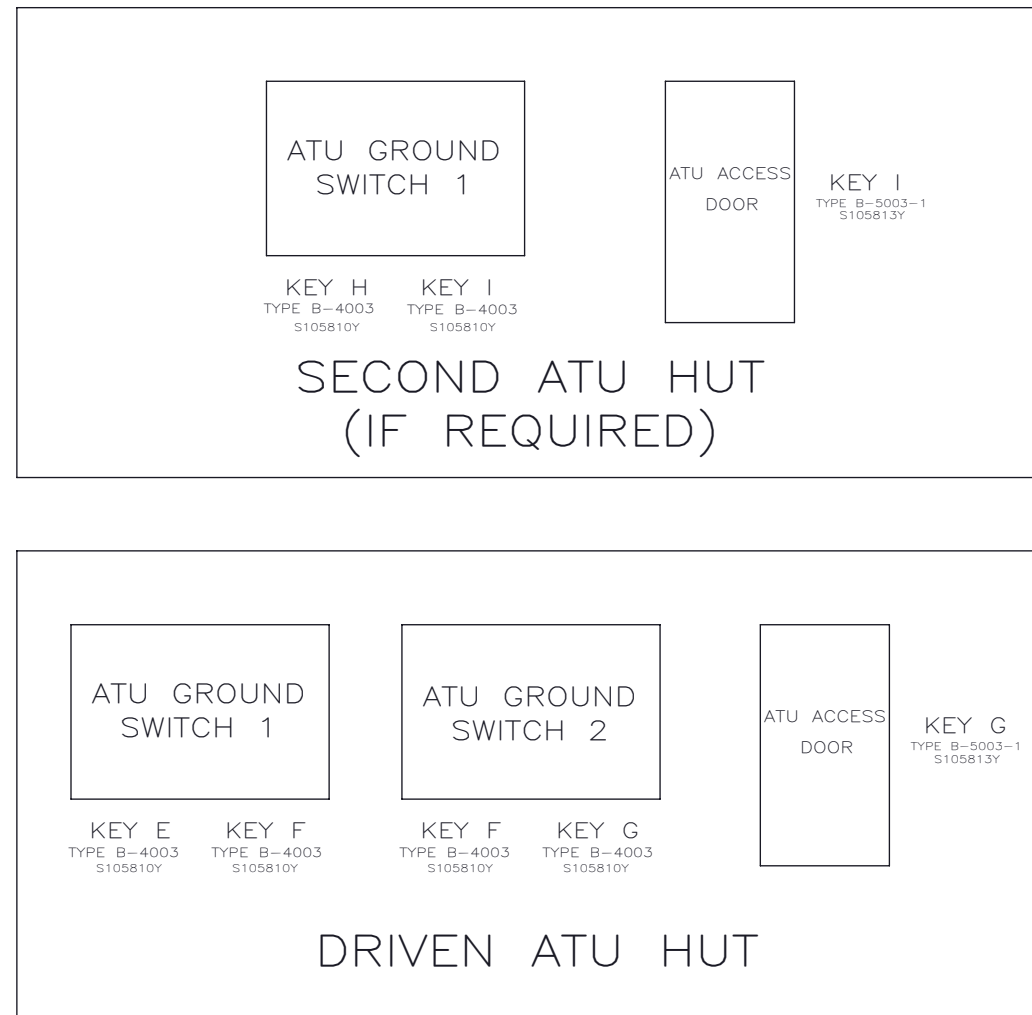 ATU GROUND
SWITCH 1
ATU ACCESS
DOOR
KEY I
TYPE B-5003-1
S105813Y
KEY H
TYPE B-4003
S105810Y
KEY I
TYPE B-4003
S105810Y
SECOND ATU HUT
(IF REQUIRED)
ATU GROUND
SWITCH 1
ATU GROUND
SWITCH 2
ATU ACCESS
DOOR
KEY G
TYPE B-5003-1
S105813Y
KEY E
TYPE B-4003
S105810Y
KEY F
TYPE B-4003
S105810Y
KEY F
TYPE B-4003
S105810Y
KEY G
TYPE B-4003
S105810Y
DRIVEN ATU HUT